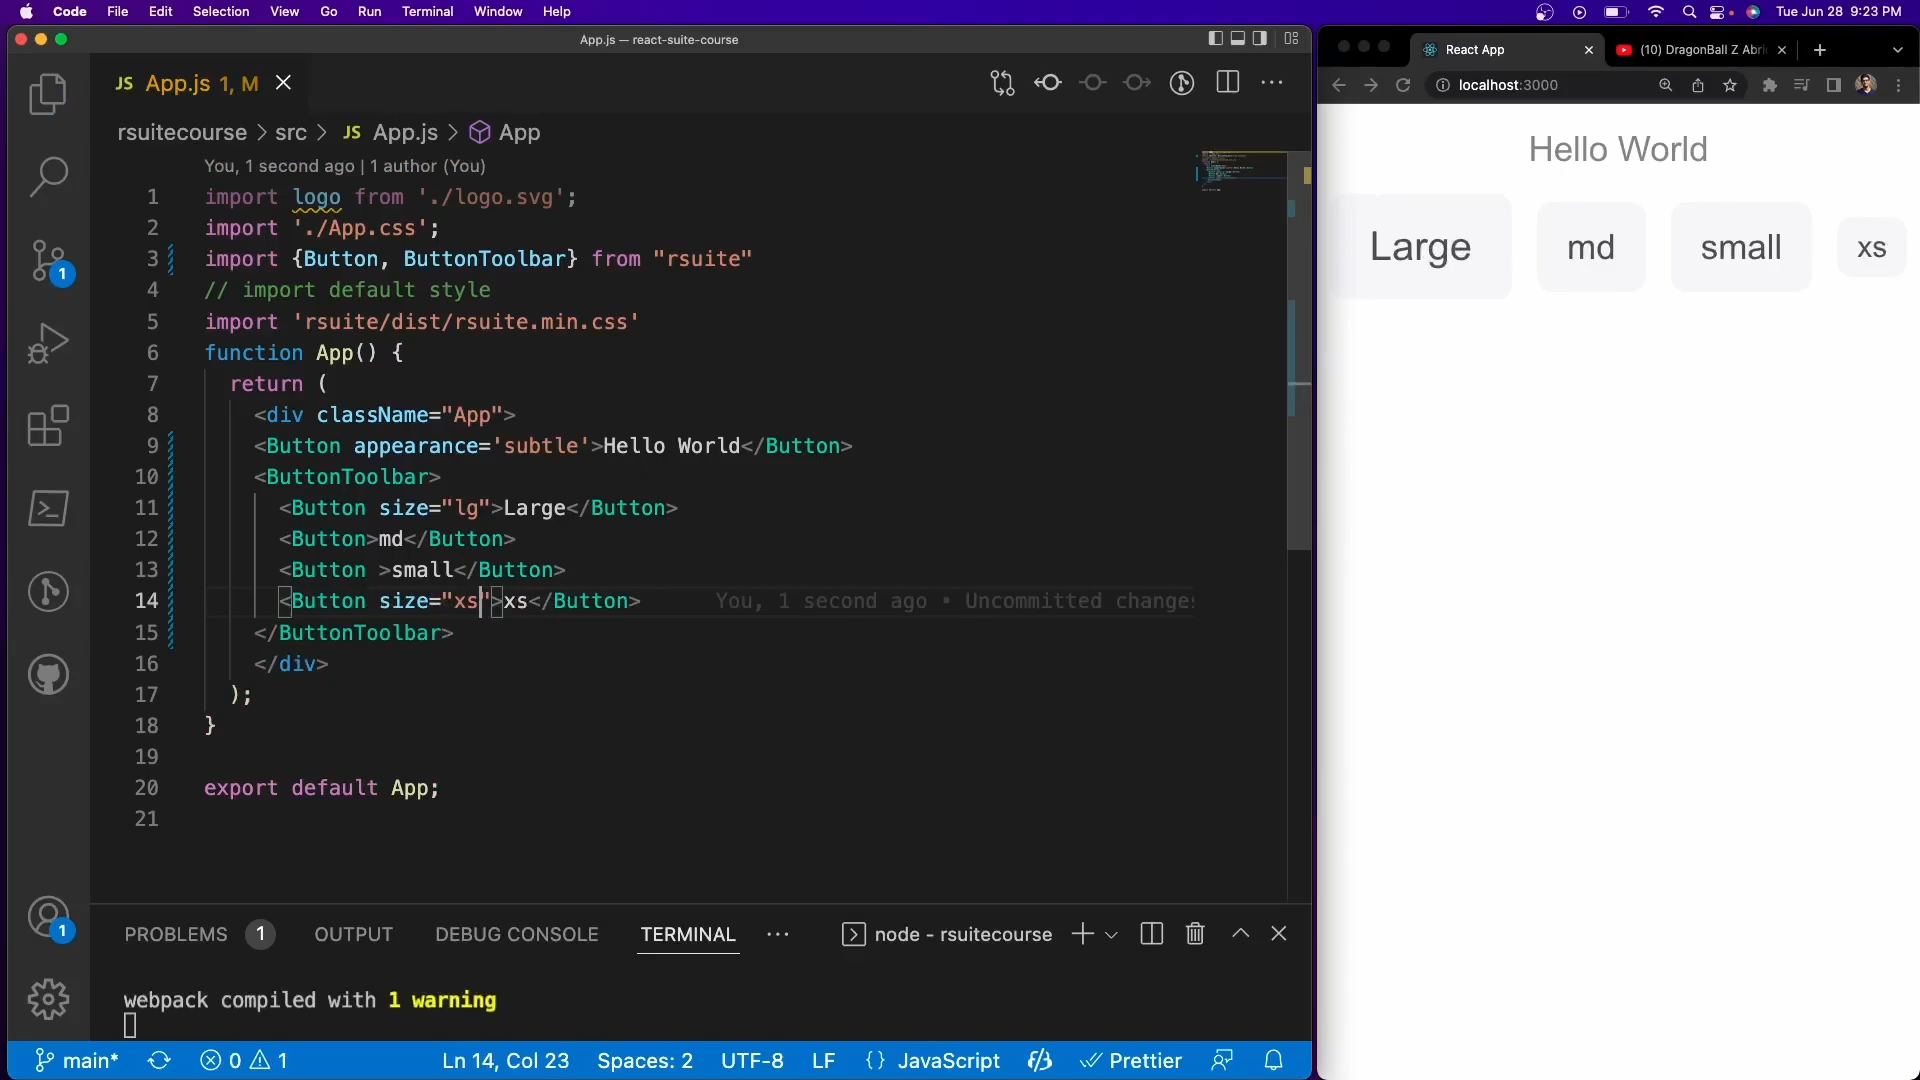 Code File Edit Selection View Go Run Terminal Window Help Tue Jun 28 9:23 PM
App.js — react-suite-course
JS App.js 1, M
rsuitecourse > src > JS App.js > App
You, 1 second ago | 1 author (You)
1 import logo from './logo.svg';
2 import './App.css';
3 import {Button, ButtonToolbar} from "rsuite"
4 // import default style
5 import 'rsuite/dist/rsuite.min.css'
6 function App() {
7 return (
8 <div className="App">
9 <Button appearance='subtle'>Hello World</Button>
10 <ButtonToolbar>
11 <Button size="lg">Large</Button>
12 <Button>md</Button>
13 <Button >small</Button>
14 <Button size="xs">xs</Button> You, 1 second ago • Uncommitted changes
15 </ButtonToolbar>
16 </div>
17 );
18 }
19
20 export default App;
21
PROBLEMS 1 OUTPUT DEBUG CONSOLE TERMINAL ··· node - rsuitecourse
webpack compiled with 1 warning
main* 0 1 Ln 14, Col 23 Spaces: 2 UTF-8 LF {} JavaScript Prettier
1
1
React App (10) DragonBall Z Abri
localhost:3000
Hello World
Large md small xs